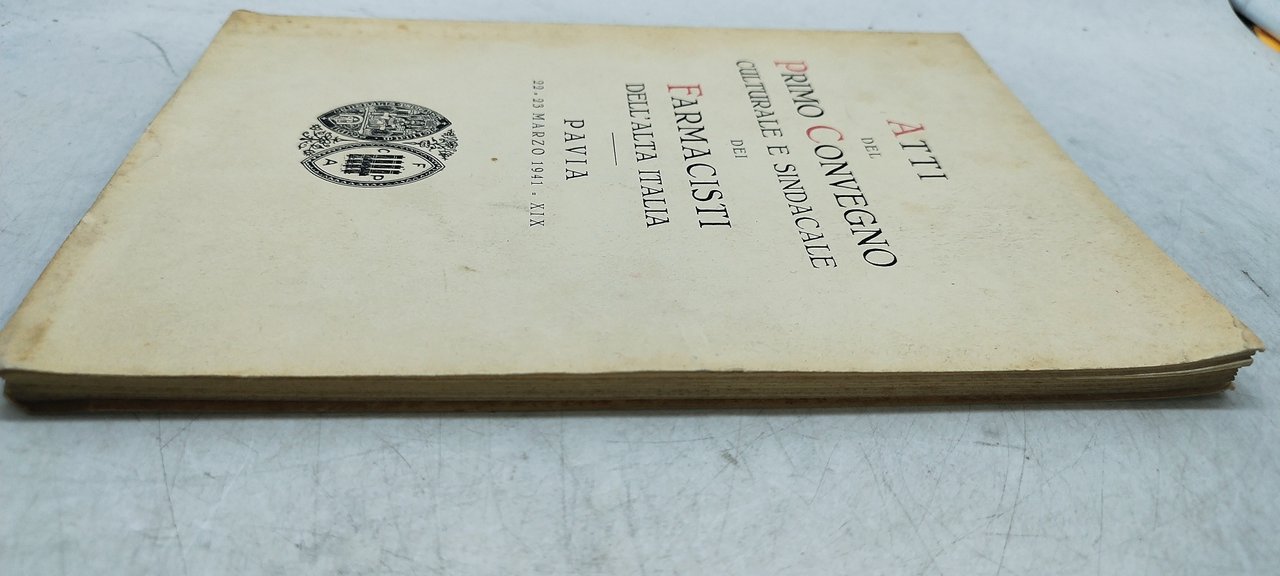 ATTI
DEL
PRIMO CONVEGNO
CULTURALE E SINDACALE
DEI
FARMACISTI
DELL'ALTA ITALIA
PAVIA
22-23 MARZO 1941 - XIX
G F
A P